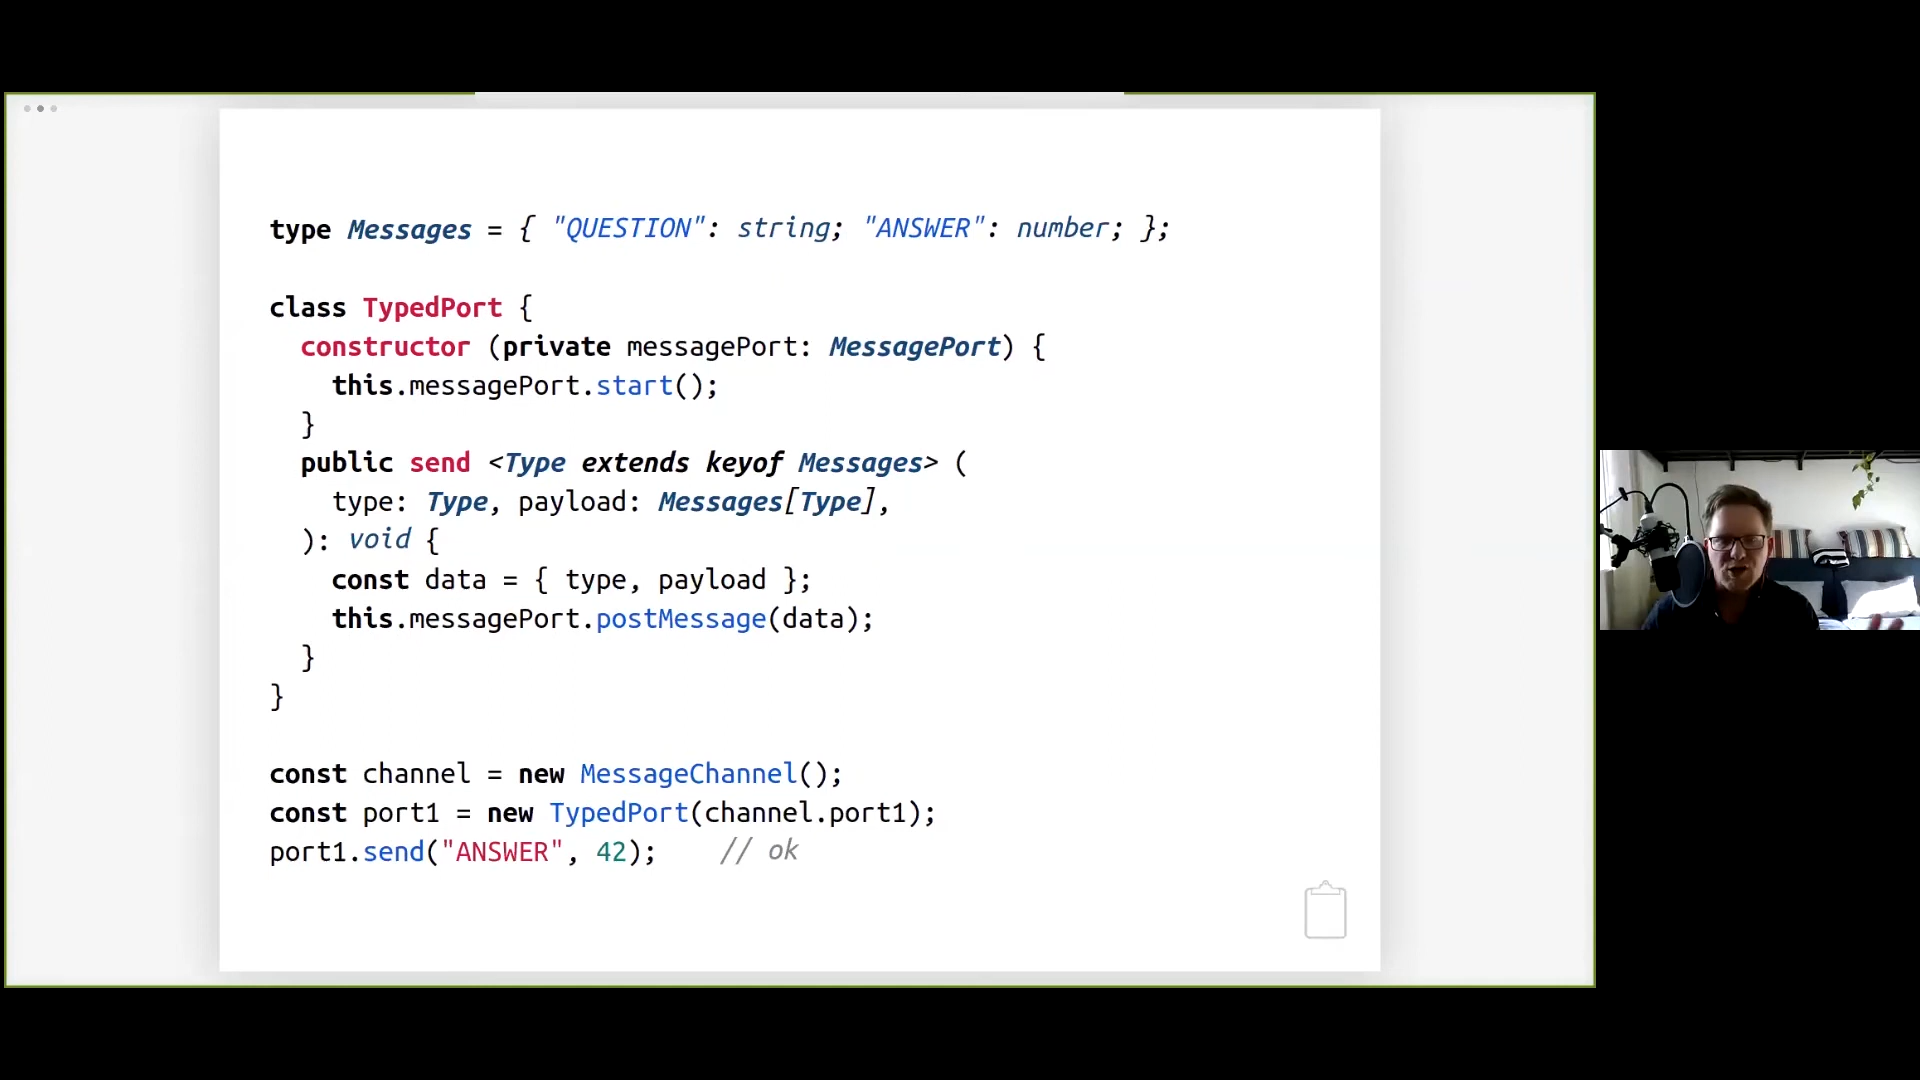 type Messages = { "QUESTION": string; "ANSWER": number; };
class TypedPort {
constructor (private messagePort: MessagePort) {
this.messagePort.start();
}
public send <Type extends keyof Messages> (
type: Type, payload: Messages[Type],
): void {
const data = { type, payload };
this.messagePort.postMessage(data);
}
}
const channel = new MessageChannel();
const port1 = new TypedPort(channel.port1);
port1.send("ANSWER", 42); // ok